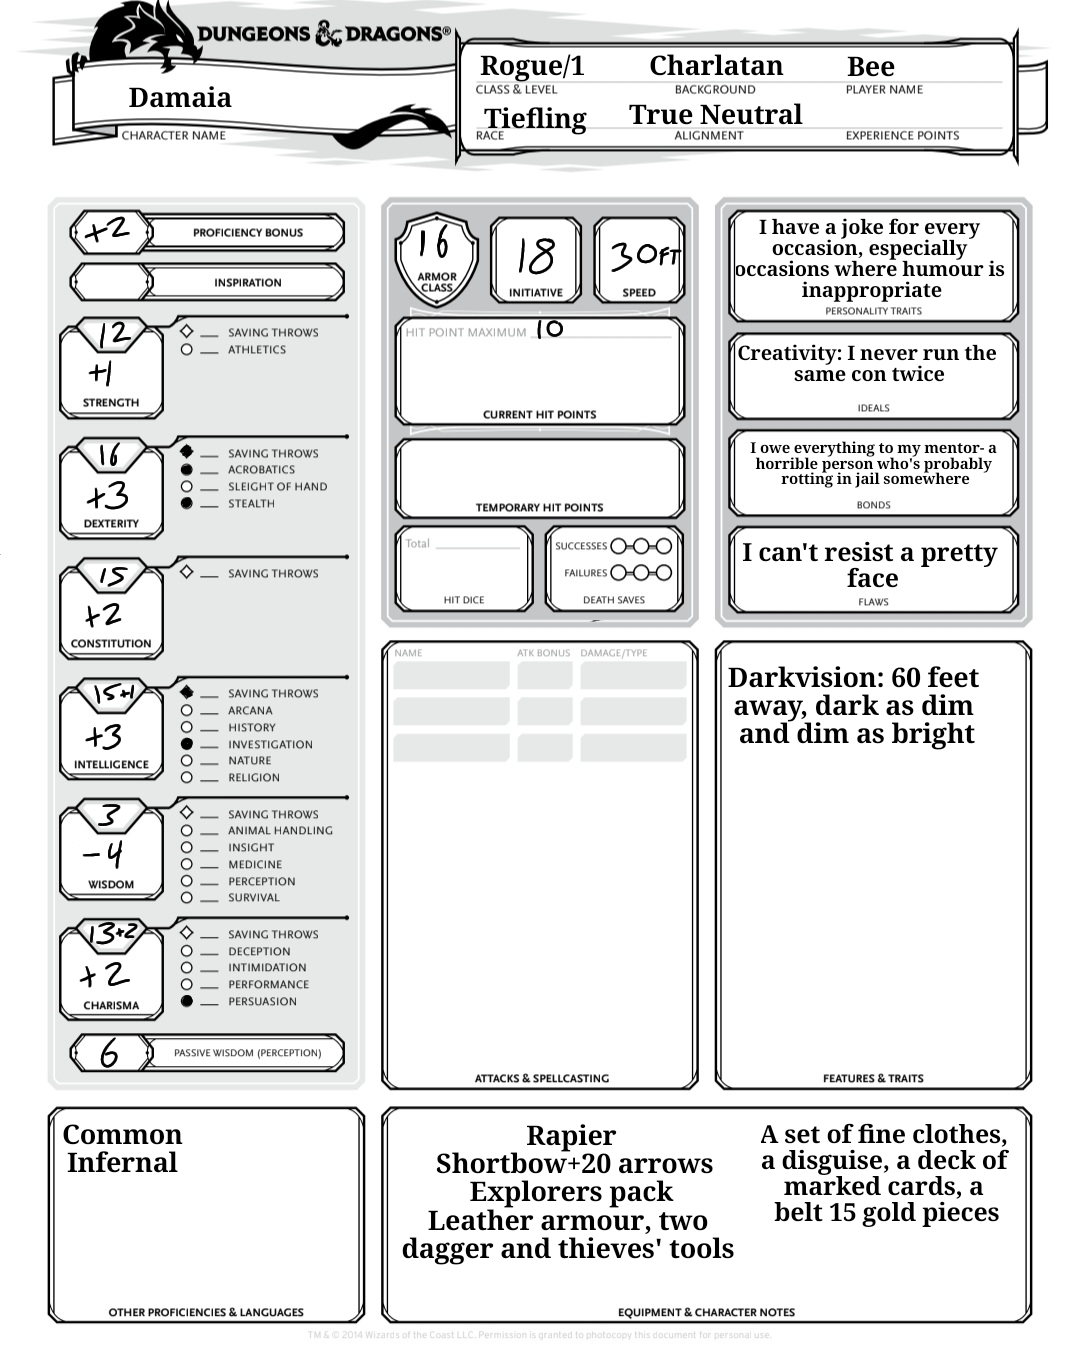 DUNGEONS & DRAGONS®
Damaia
CHARACTER NAME
Rogue/1 Charlatan Bee
CLASS & LEVEL BACKGROUND PLAYER NAME
Tiefling True Neutral
RACE ALIGNMENT EXPERIENCE POINTS
+2 PROFICIENCY BONUS
INSPIRATION
12
+1
STRENGTH
SAVING THROWS
ATHLETICS
16
+3
DEXTERITY
SAVING THROWS
ACROBATICS
SLEIGHT OF HAND
STEALTH
15
+2
CONSTITUTION
SAVING THROWS
15+1
+3
INTELLIGENCE
SAVING THROWS
ARCANA
HISTORY
INVESTIGATION
NATURE
RELIGION
3
-4
WISDOM
SAVING THROWS
ANIMAL HANDLING
INSIGHT
MEDICINE
PERCEPTION
SURVIVAL
13+2
+2
CHARISMA
SAVING THROWS
DECEPTION
INTIMIDATION
PERFORMANCE
PERSUASION
6 PASSIVE WISDOM (PERCEPTION)
Common
Infernal
OTHER PROFICIENCIES & LANGUAGES
16
ARMOR
CLASS
18
INITIATIVE
30FT
SPEED
HIT POINT MAXIMUM 10
CURRENT HIT POINTS
TEMPORARY HIT POINTS
Total
HIT DICE
SUCCESSES
FAILURES
DEATH SAVES
NAME ATK BONUS DAMAGE/TYPE
ATTACKS & SPELLCASTING
Rapier
Shortbow+20 arrows
Explorers pack
Leather armour, two
dagger and thieves' tools
A set of fine clothes,
a disguise, a deck of
marked cards, a
belt 15 gold pieces
EQUIPMENT & CHARACTER NOTES
I have a joke for every
occasion, especially
occasions where humour is
inappropriate
PERSONALITY TRAITS
Creativity: I never run the
same con twice
IDEALS
I owe everything to my mentor- a
horrible person who's probably
rotting in jail somewhere
BONDS
I can't resist a pretty
face
FLAWS
Darkvision: 60 feet
away, dark as dim
and dim as bright
FEATURES & TRAITS
TM & © 2014 Wizards of the Coast LLC. Permission is granted to photocopy this document for personal use.